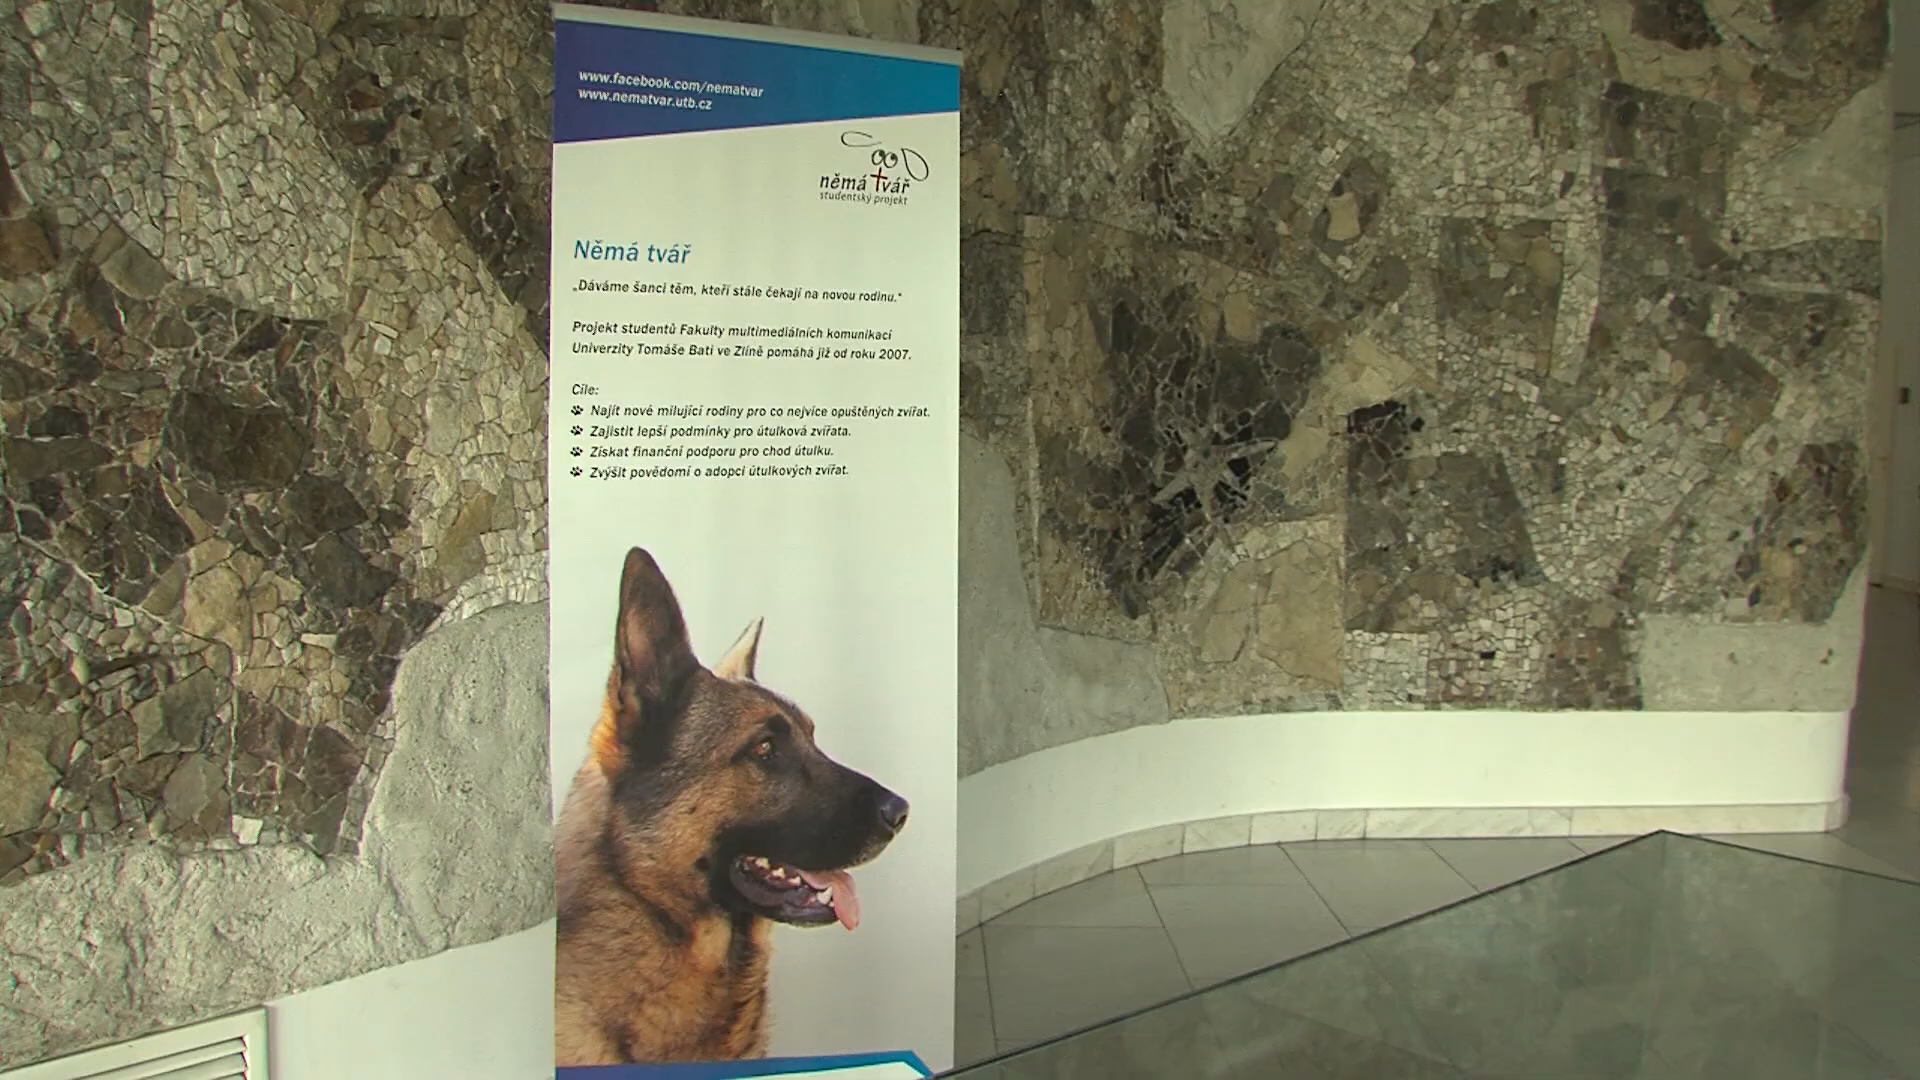 www.facebook.com/nematvar
www.nematvar.utb.cz
němá tvář
studentský projekt
Němá tvář
„Dáváme šanci těm, kteří stále čekají na novou rodinu.“
Projekt studentů Fakulty multimediálních komunikací
Univerzity Tomáše Bati ve Zlíně pomáhá již od roku 2007.
Cíle:
Najít nové milující rodiny pro co nejvíce opuštěných zvířat.
Zajistit lepší podmínky pro útulková zvířata.
Získat finanční podporu pro chod útulku.
Zvýšit povědomí o adopci útulkových zvířat.